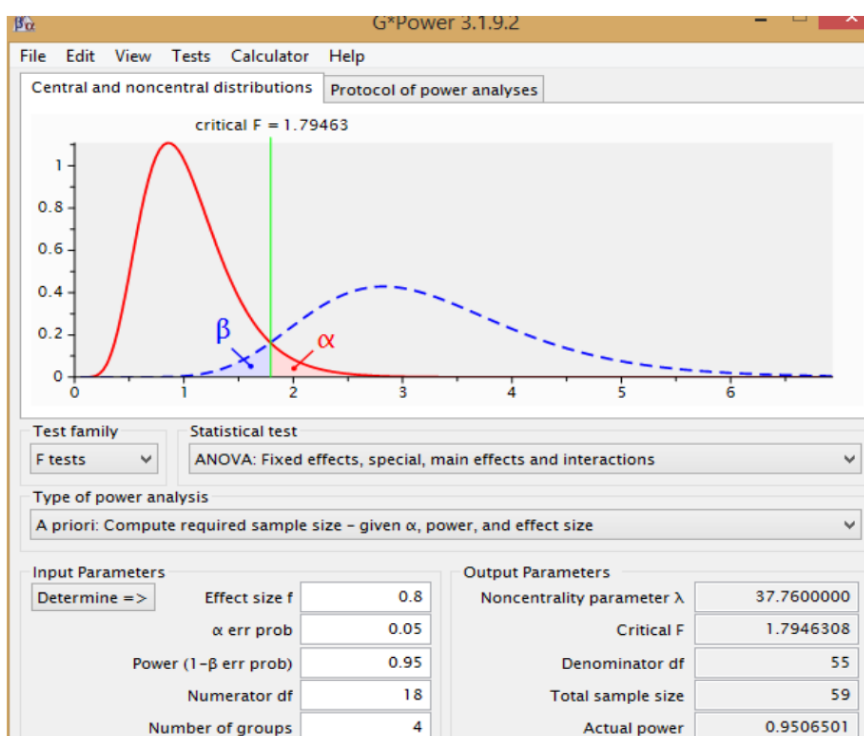 βα G*Power 3.1.9.2
File Edit View Tests Calculator Help
Central and noncentral distributions Protocol of power analyses
critical F = 1.79463
1
0.8
0.6
0.4
0.2
0
β
α
0 1 2 3 4 5 6
Test family Statistical test
F tests ANOVA: Fixed effects, special, main effects and interactions
Type of power analysis
A priori: Compute required sample size - given α, power, and effect size
Input Parameters Output Parameters
Determine => Effect size f 0.8 Noncentrality parameter λ 37.7600000
α err prob 0.05 Critical F 1.7946308
Power (1-β err prob) 0.95 Denominator df 55
Numerator df 18 Total sample size 59
Number of groups 4 Actual power 0.9506501